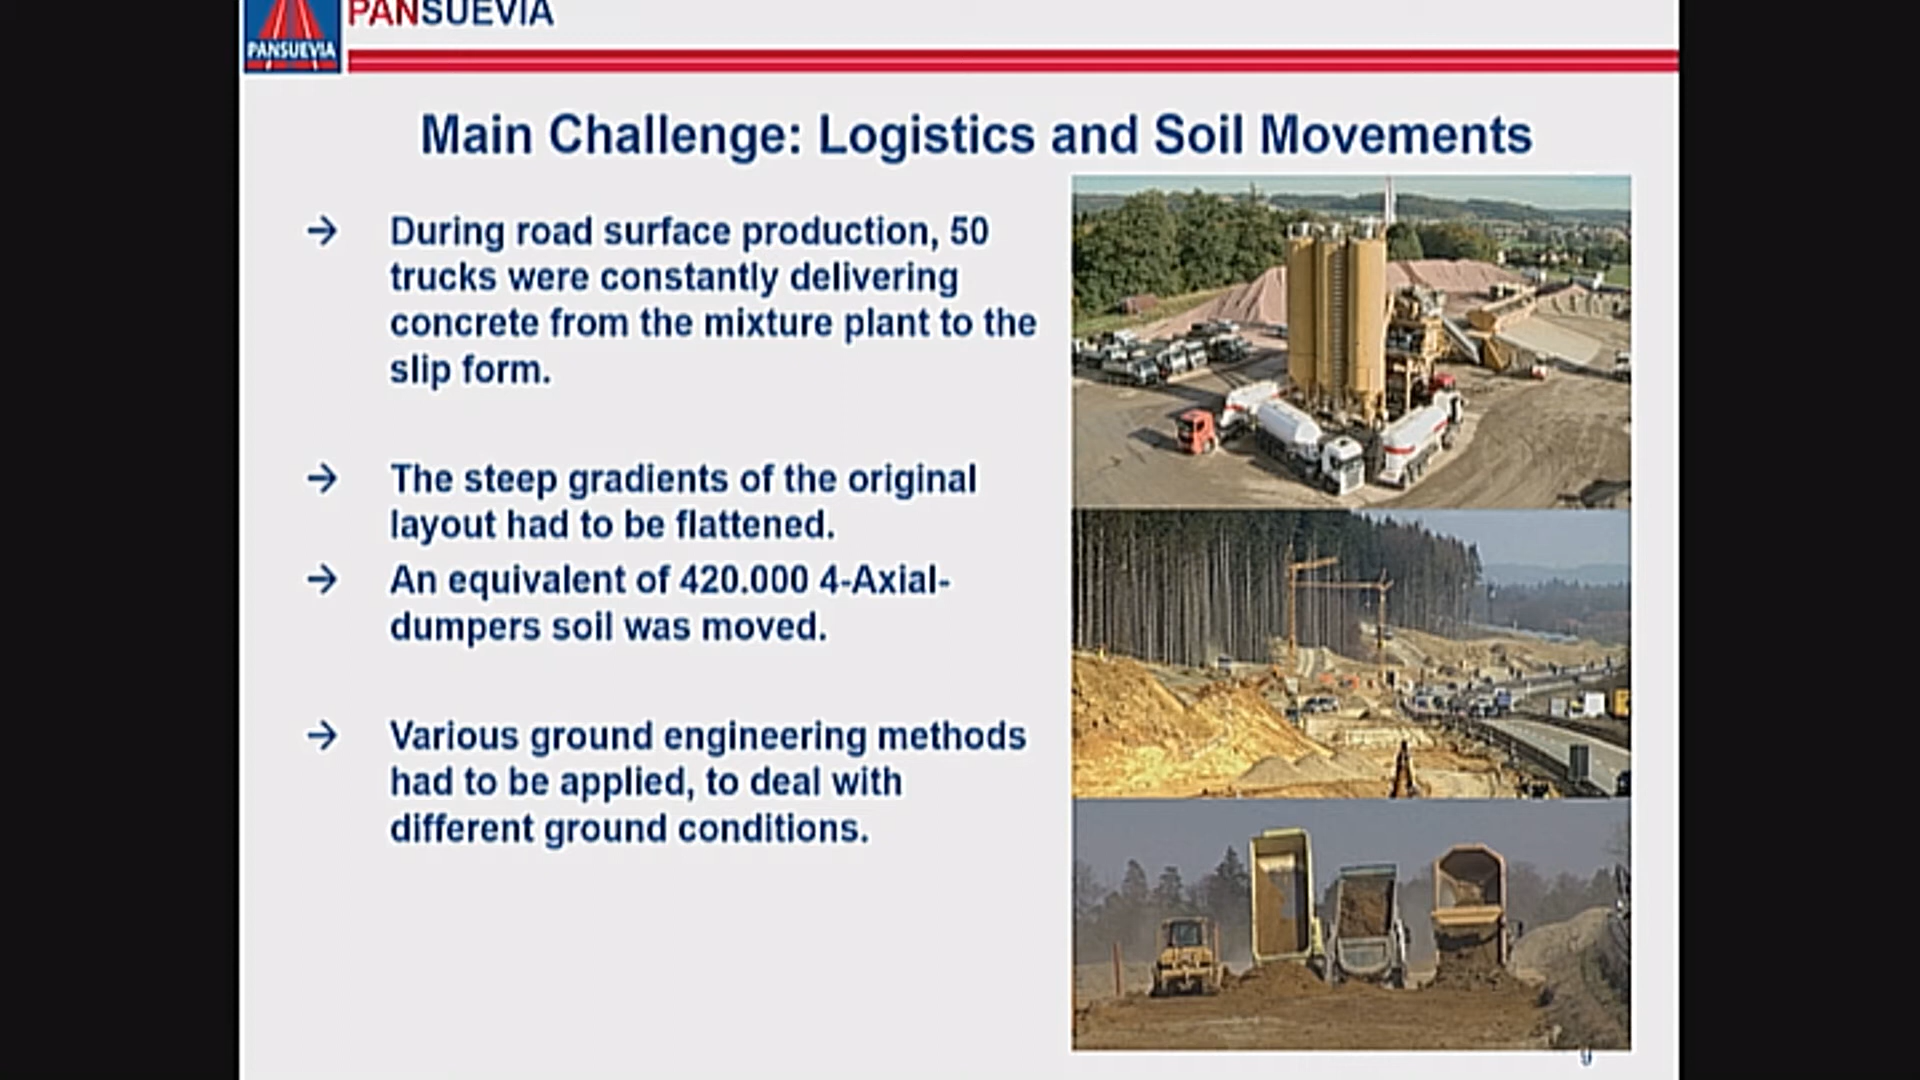 PANSUEVIA
PANSUEVIA
Main Challenge: Logistics and Soil Movements
→ During road surface production, 50
trucks were constantly delivering
concrete from the mixture plant to the
slip form.
→ The steep gradients of the original
layout had to be flattened.
→ An equivalent of 420.000 4-Axial-
dumpers soil was moved.
→ Various ground engineering methods
had to be applied, to deal with
different ground conditions.